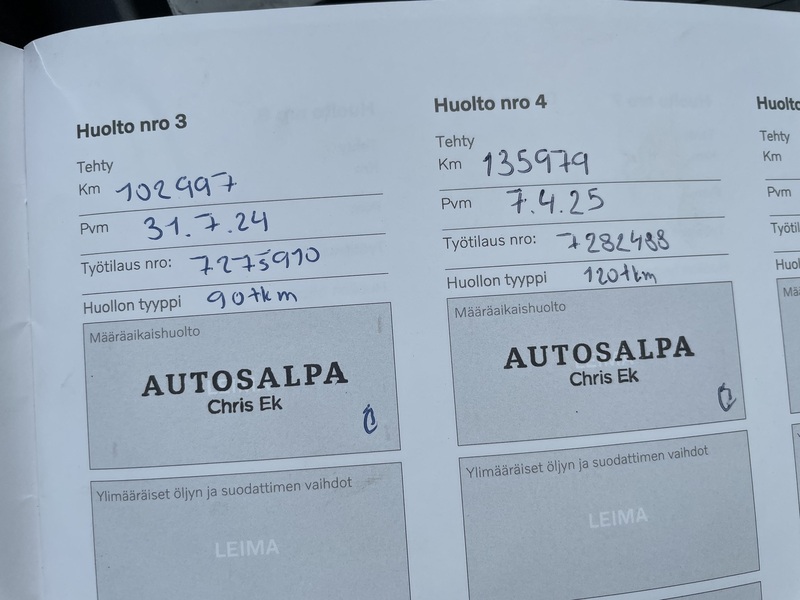 Huolto nro 3
Tehty
Km 102997
Pvm 31.7.24
Työtilaus nro: 7275910
Huollon tyyppi 90tkm
Määräaikaishuolto
AUTOSALPA
Chris Ek
Ylimääräiset öljyn ja suodattimen vaihdot
LEIMA
Huolto nro 4
Tehty
Km 135979
Pvm 7.4.25
Työtilaus nro: 7282488
Huollon tyyppi 120tkm
Määräaikaishuolto
AUTOSALPA
Chris Ek
Ylimääräiset öljyn ja suodattimen vaihdot
LEIMA
Huolto
Tehty
Km
Pvm